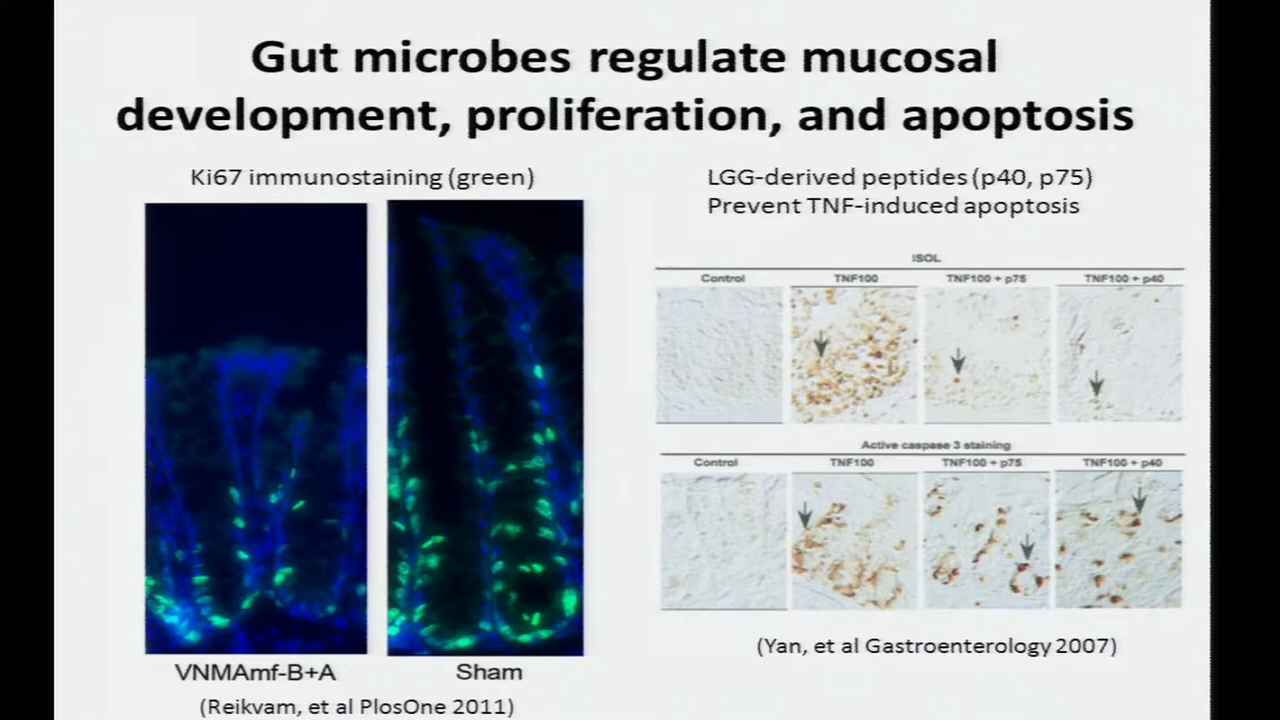 Gut microbes regulate mucosal
development, proliferation, and apoptosis
Ki67 immunostaining (green)
VNMAmf-B+A
Sham
(Reikvam, et al PlosOne 2011)
LGG-derived peptides (p40, p75)
Prevent TNF-induced apoptosis
ISOL
Control TNF100 TNF100 + p75 TNF100 + p40
Active caspase 3 staining
Control TNF100 TNF100 + p75 TNF100 + p40
(Yan, et al Gastroenterology 2007)